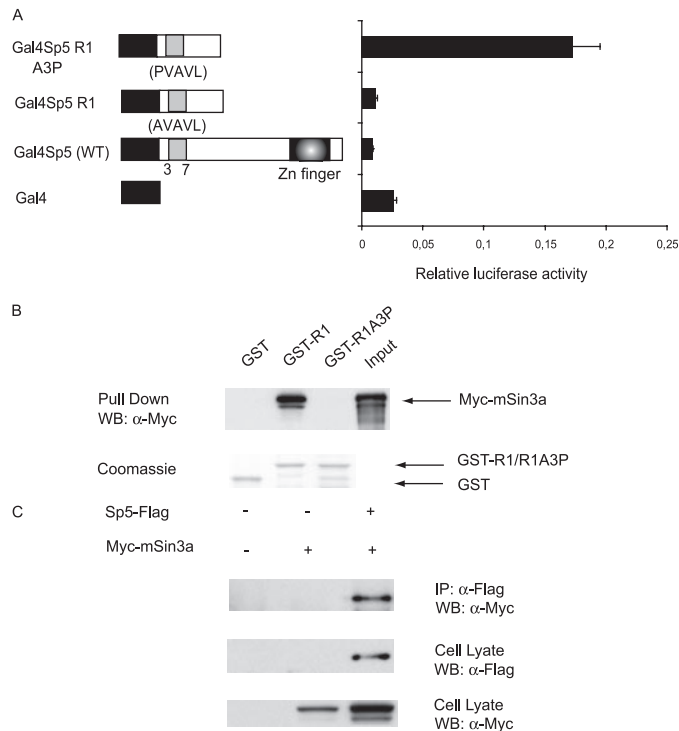 A
Gal4Sp5 R1
A3P
(PVAVL)
Gal4Sp5 R1
(AVAVL)
Gal4Sp5 (WT)
3 7
Zn finger
Gal4
0 0,05 0,1 0,15 0,2 0,25
Relative luciferase activity
B
GST GST-R1 GST-R1A3P Input
Pull Down
WB: α-Myc
Myc-mSin3a
Coomassie
GST-R1/R1A3P
GST
C
Sp5-Flag - - +
Myc-mSin3a - + +
IP: α-Flag
WB: α-Myc
Cell Lyate
WB: α-Flag
Cell Lyate
WB: α-Myc